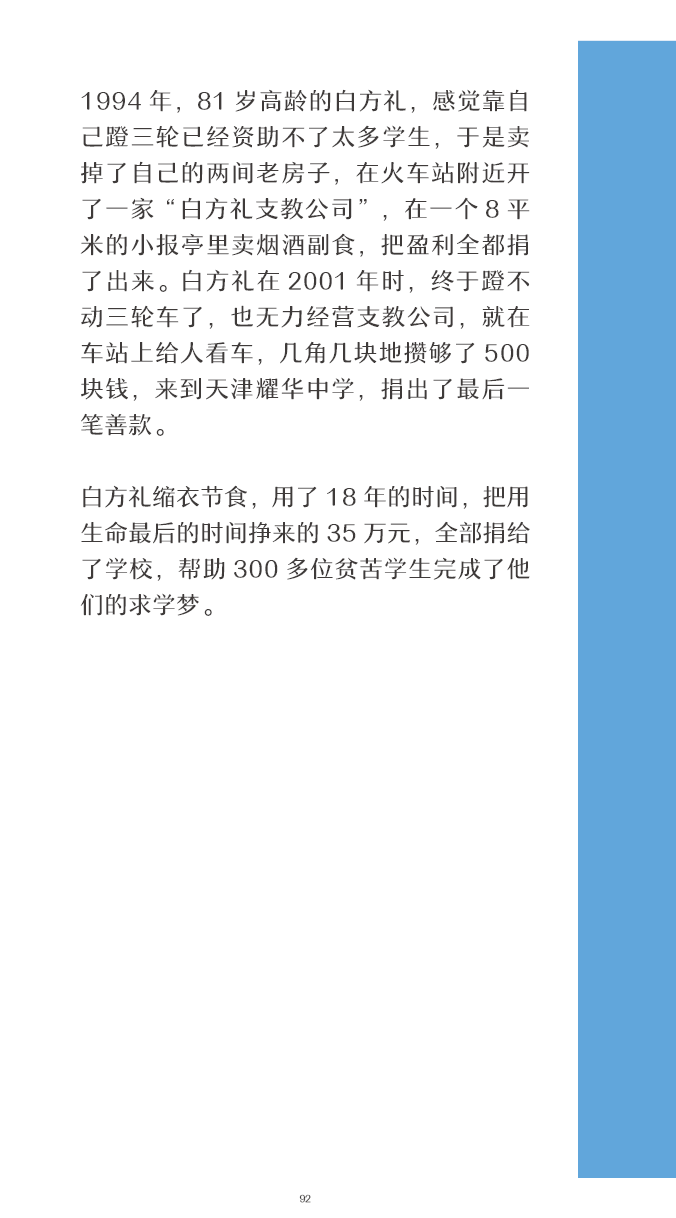 1994 年，81 岁高龄的白方礼，感觉靠自
己蹬三轮已经资助不了太多学生，于是卖
掉了自己的两间老房子，在火车站附近开
了一家“白方礼支教公司”，在一个 8 平
米的小报亭里卖烟酒副食，把盈利全都捐
了出来。白方礼在 2001 年时，终于蹬不
动三轮车了，也无力经营支教公司，就在
车站上给人看车，几角几块地攒够了 500
块钱，来到天津耀华中学，捐出了最后一
笔善款。
白方礼缩衣节食，用了 18 年的时间，把用
生命最后的时间挣来的 35 万元，全部捐给
了学校，帮助 300 多位贫苦学生完成了他
们的求学梦。
92